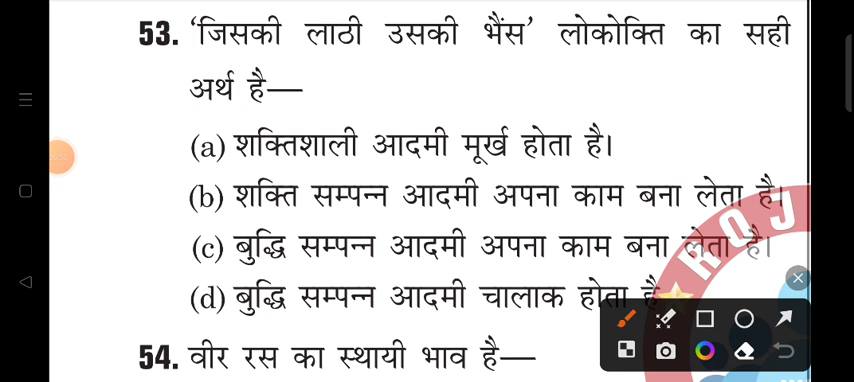 53. ‘जिसकी लाठी उसकी भैंस’ लोकोक्ति का सही
अर्थ है—
(a) शक्तिशाली आदमी मूर्ख होता है।
(b) शक्ति सम्पन्न आदमी अपना काम बना लेता है।
(c) बुद्धि सम्पन्न आदमी अपना काम बना लेता है।
(d) बुद्धि सम्पन्न आदमी चालाक होता है
RQJ
54. वीर रस का स्थायी भाव है—